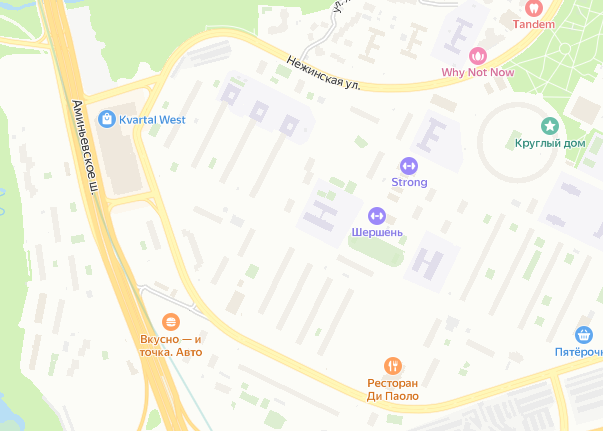 Tandem
Нежинская ул.
Why Not Now
Аминьевское ш.
Kvartal West
Круглый дом
Strong
Шершень
Вкусно — и
точка. Авто
Пятёрочк
Ресторан
Ди Паоло